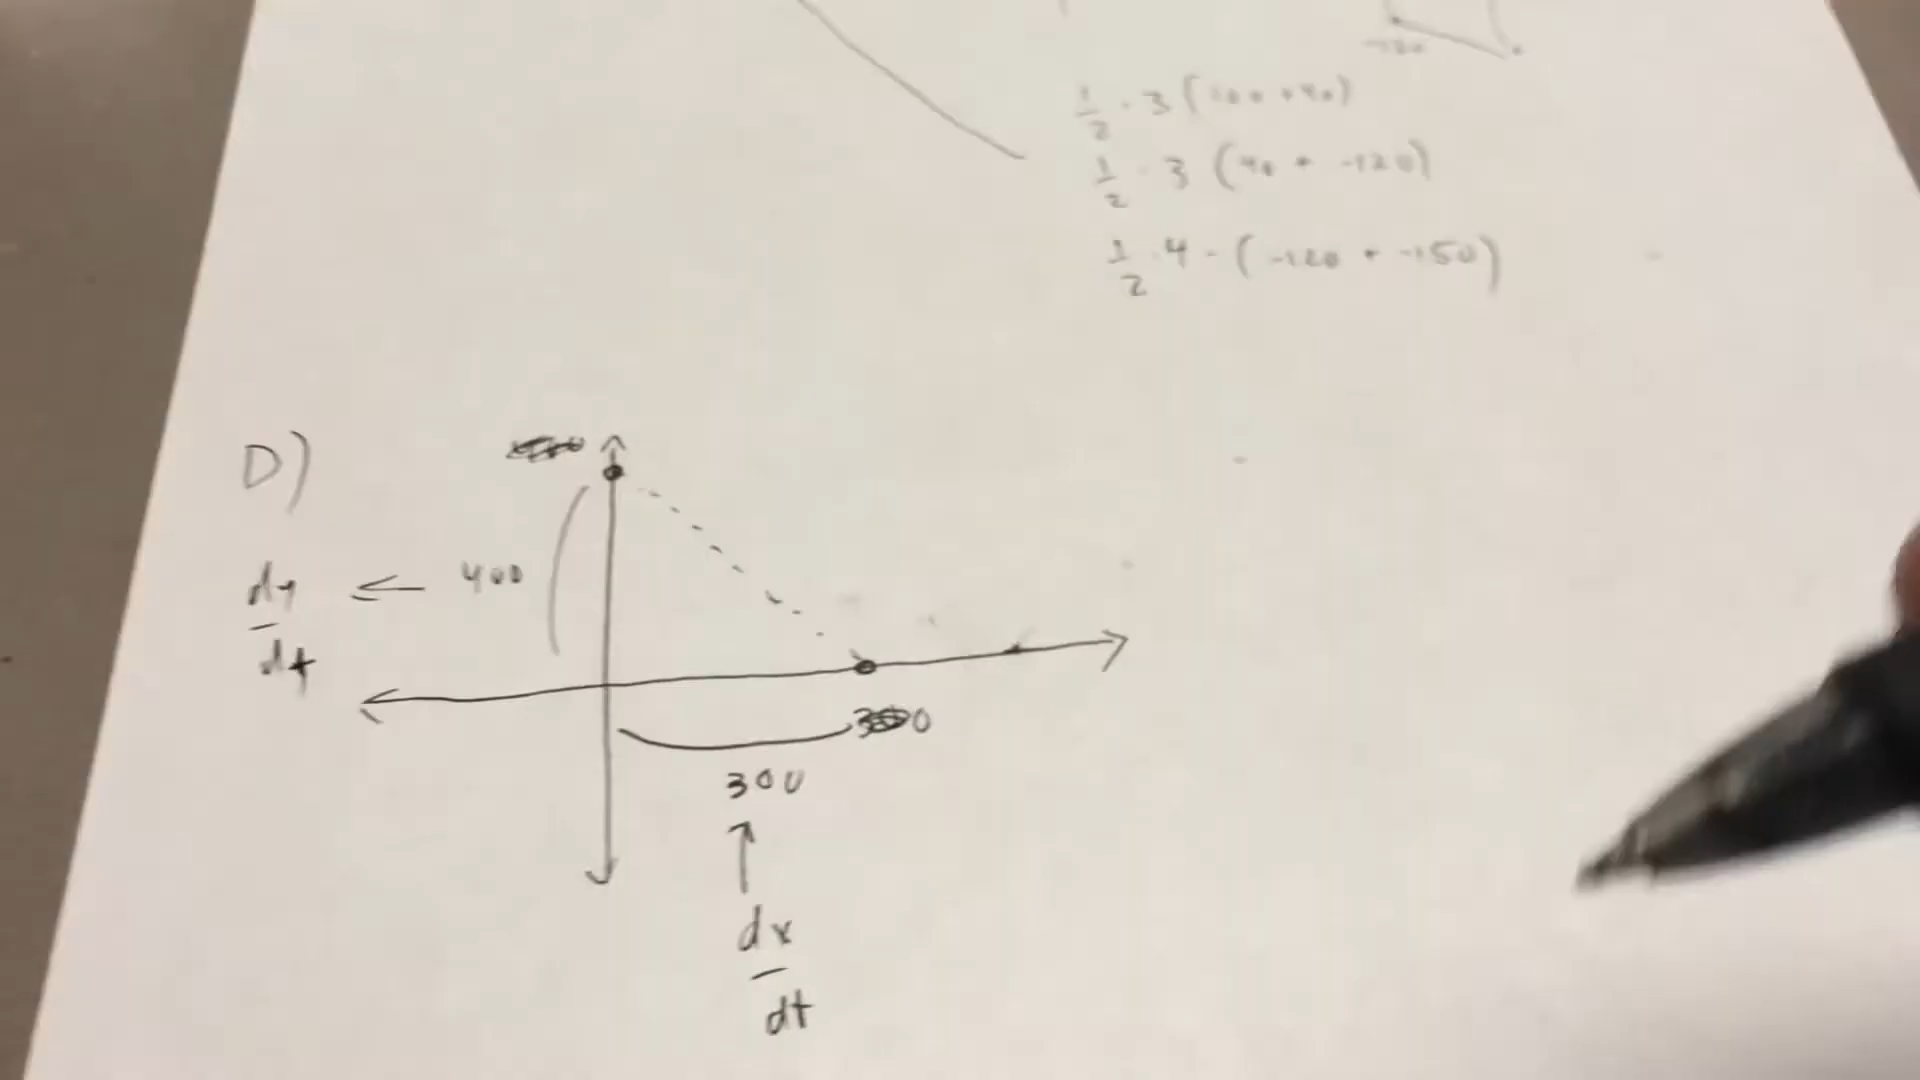 -120
1/2 · 3 (100 + 40)
1/2 · 3 (40 + -120)
1/2 · 4 · (-120 + -150)
D)
dy/dt ← 400
300
dx/dt